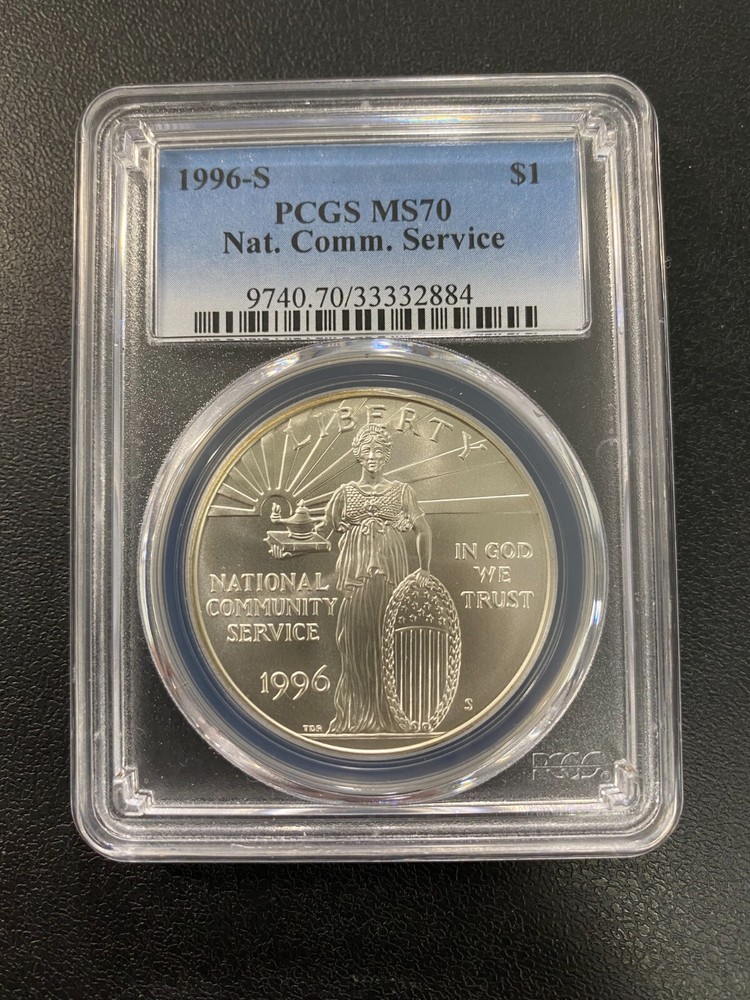 1996-S $1
PCGS MS70
Nat. Comm. Service
9740.70/33332884
LIBERTY
IN GOD
WE
TRUST
NATIONAL
COMMUNITY
SERVICE
1996
S
TDR
PCGS